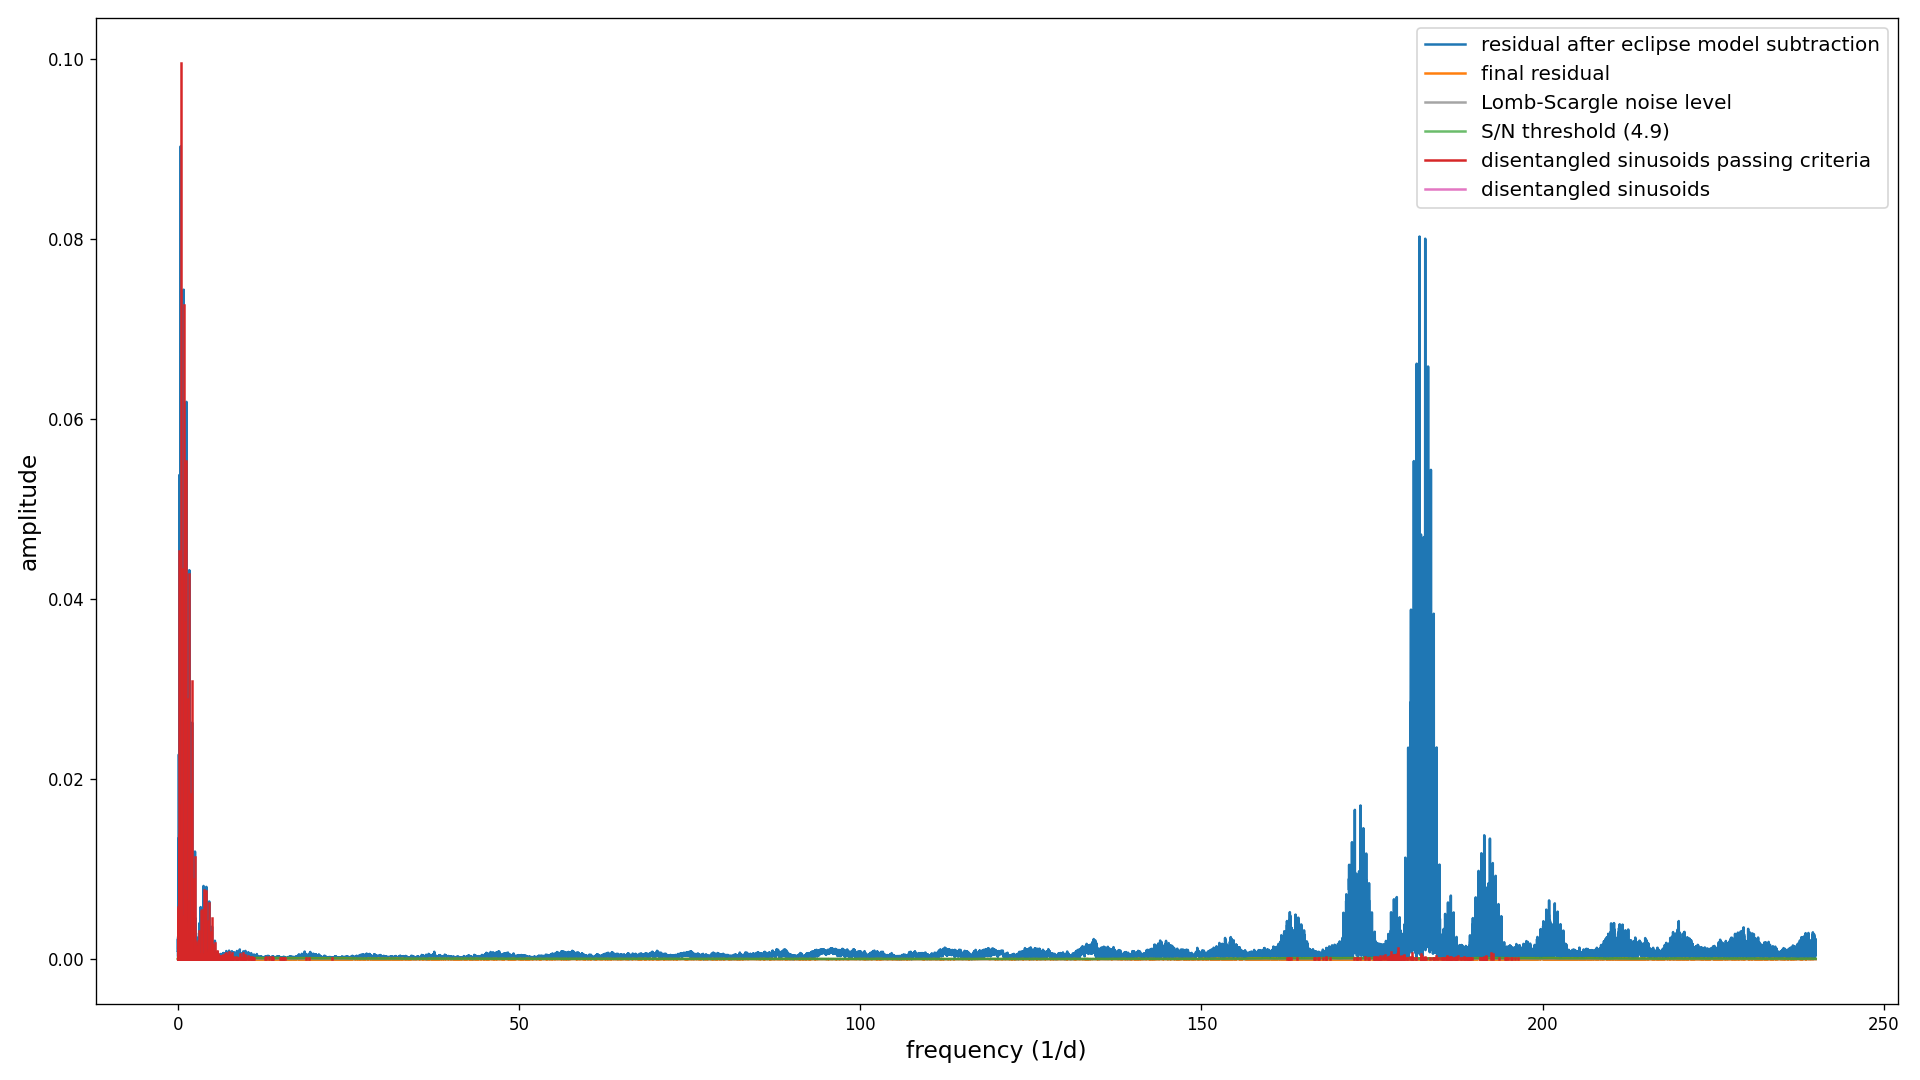 residual after eclipse model subtraction
final residual
Lomb-Scargle noise level
S/N threshold (4.9)
disentangled sinusoids passing criteria
disentangled sinusoids
0.10
0.08
0.06
0.04
0.02
0.00
amplitude
0 50 100 150 200 250
frequency (1/d)